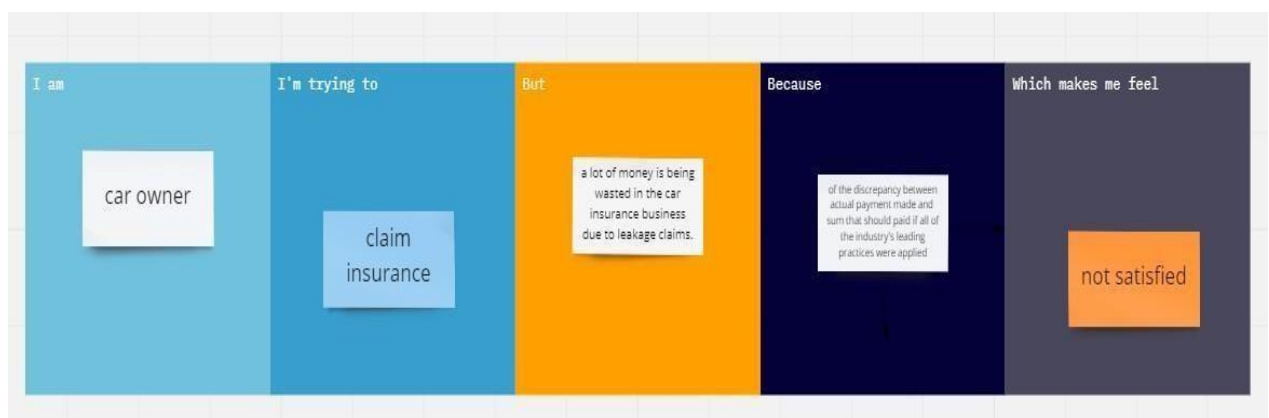 I am
car owner
I'm trying to
claim
insurance
But
a lot of money is being
wasted in the car
insurance business
due to leakage claims.
Because
of the discrepancy between
actual payment made and
sum that should paid if all of
the industry's leading
practices were applied
Which makes me feel
not satisfied